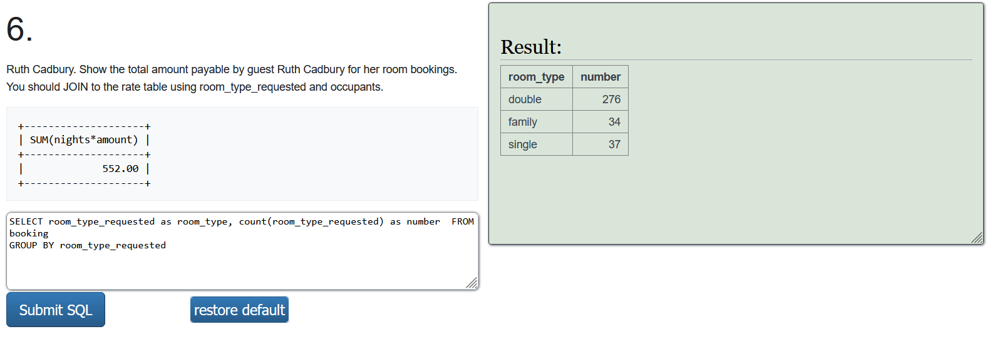 6.
Ruth Cadbury. Show the total amount payable by guest Ruth Cadbury for her room bookings.
You should JOIN to the rate table using room_type_requested and occupants.
+--------------------+
| SUM(nights*amount) |
+--------------------+
|             552.00 |
+--------------------+
SELECT room_type_requested as room_type, count(room_type_requested) as number  FROM
booking
GROUP BY room_type_requested
Submit SQL
restore default
Result:
room_type number
double 276
family 34
single 37